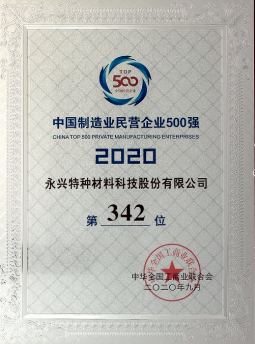 TOP
500
中国制造业民营企业500强
CHINA TOP 500 PRIVATE MANUFACTURING ENTERPRISES
2020
永兴特种材料科技股份有限公司
第 342 位
中华全国工商业联合会
二〇二〇年九月